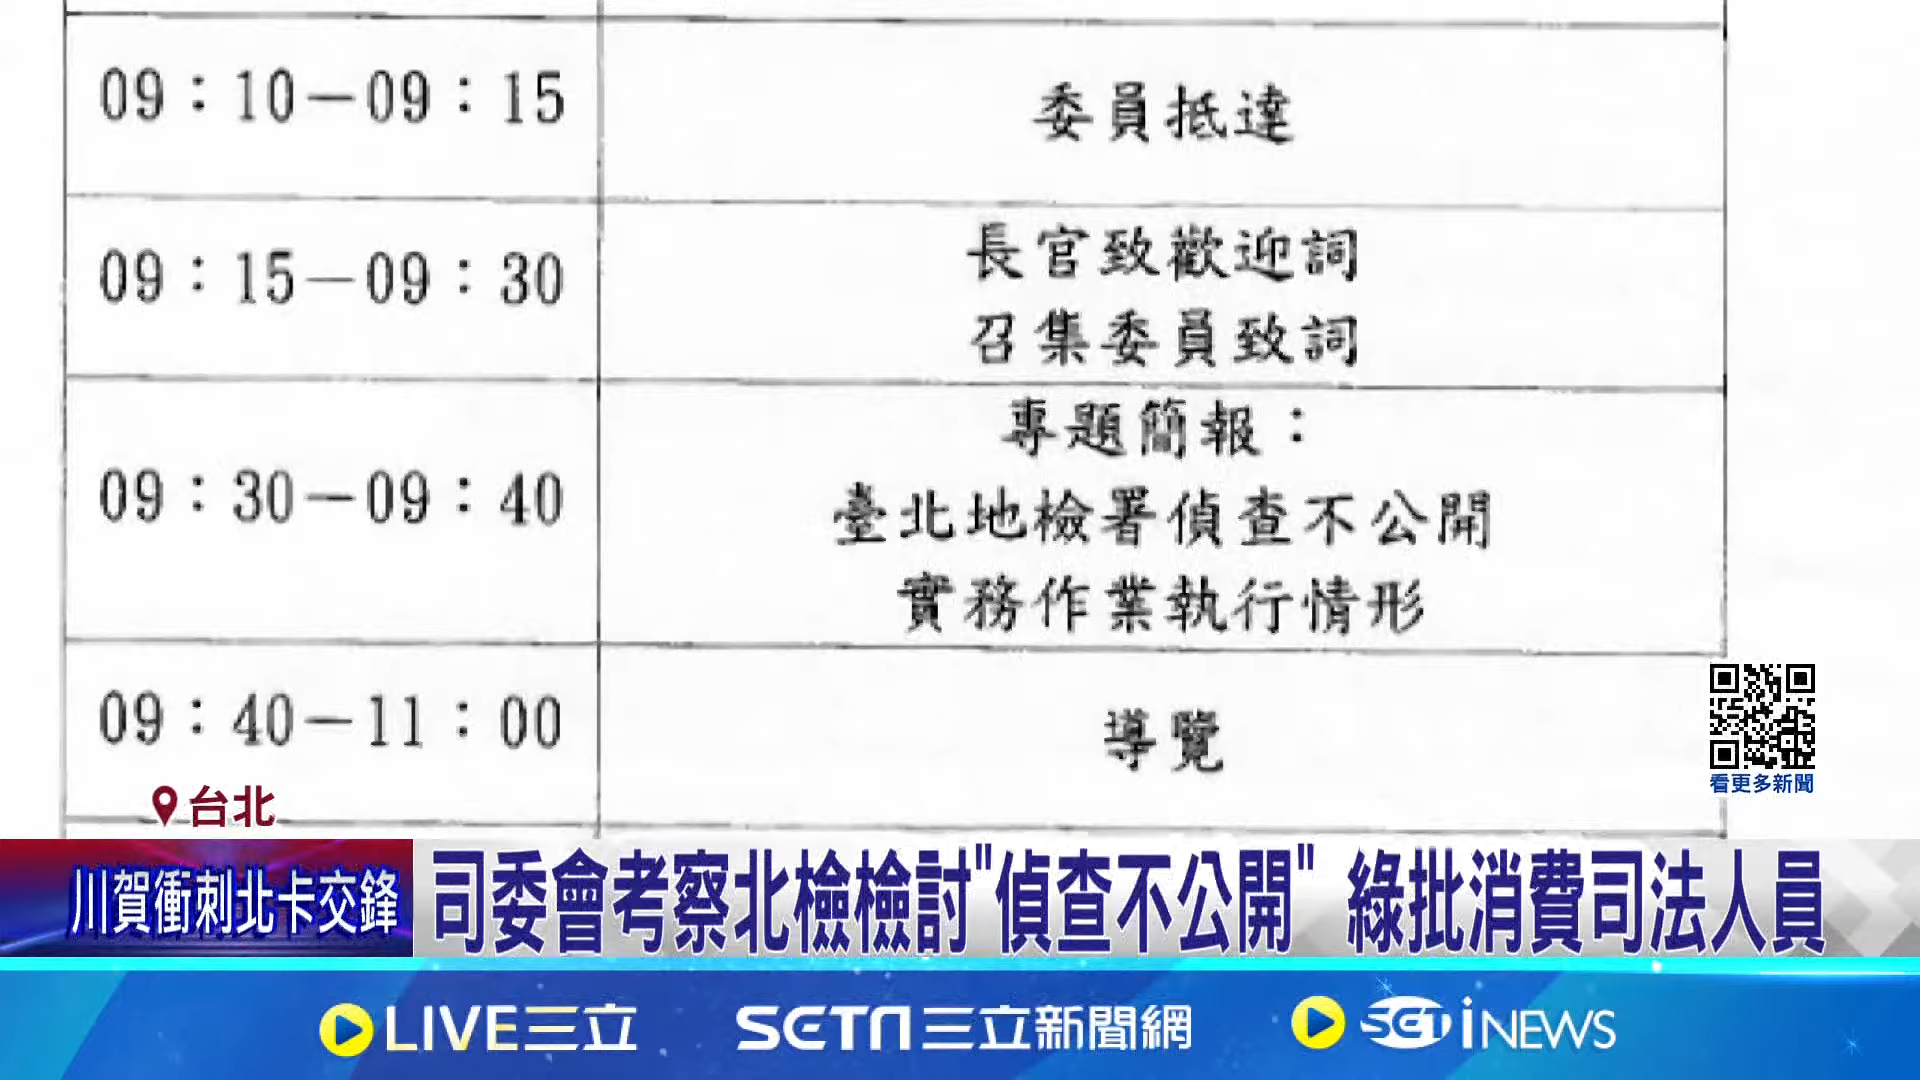 09：10－09：15
委員抵達
09：15－09：30
長官致歡迎詞
召集委員致詞
09：30－09：40
專題簡報：
臺北地檢署偵查不公開
實務作業執行情形
09：40－11：00
導覽
看更多新聞
台北
川賀衝刺北卡交鋒
司委會考察北檢檢討"偵查不公開" 綠批消費司法人員
LIVE三立
SETN三立新聞網
SETiNEWS